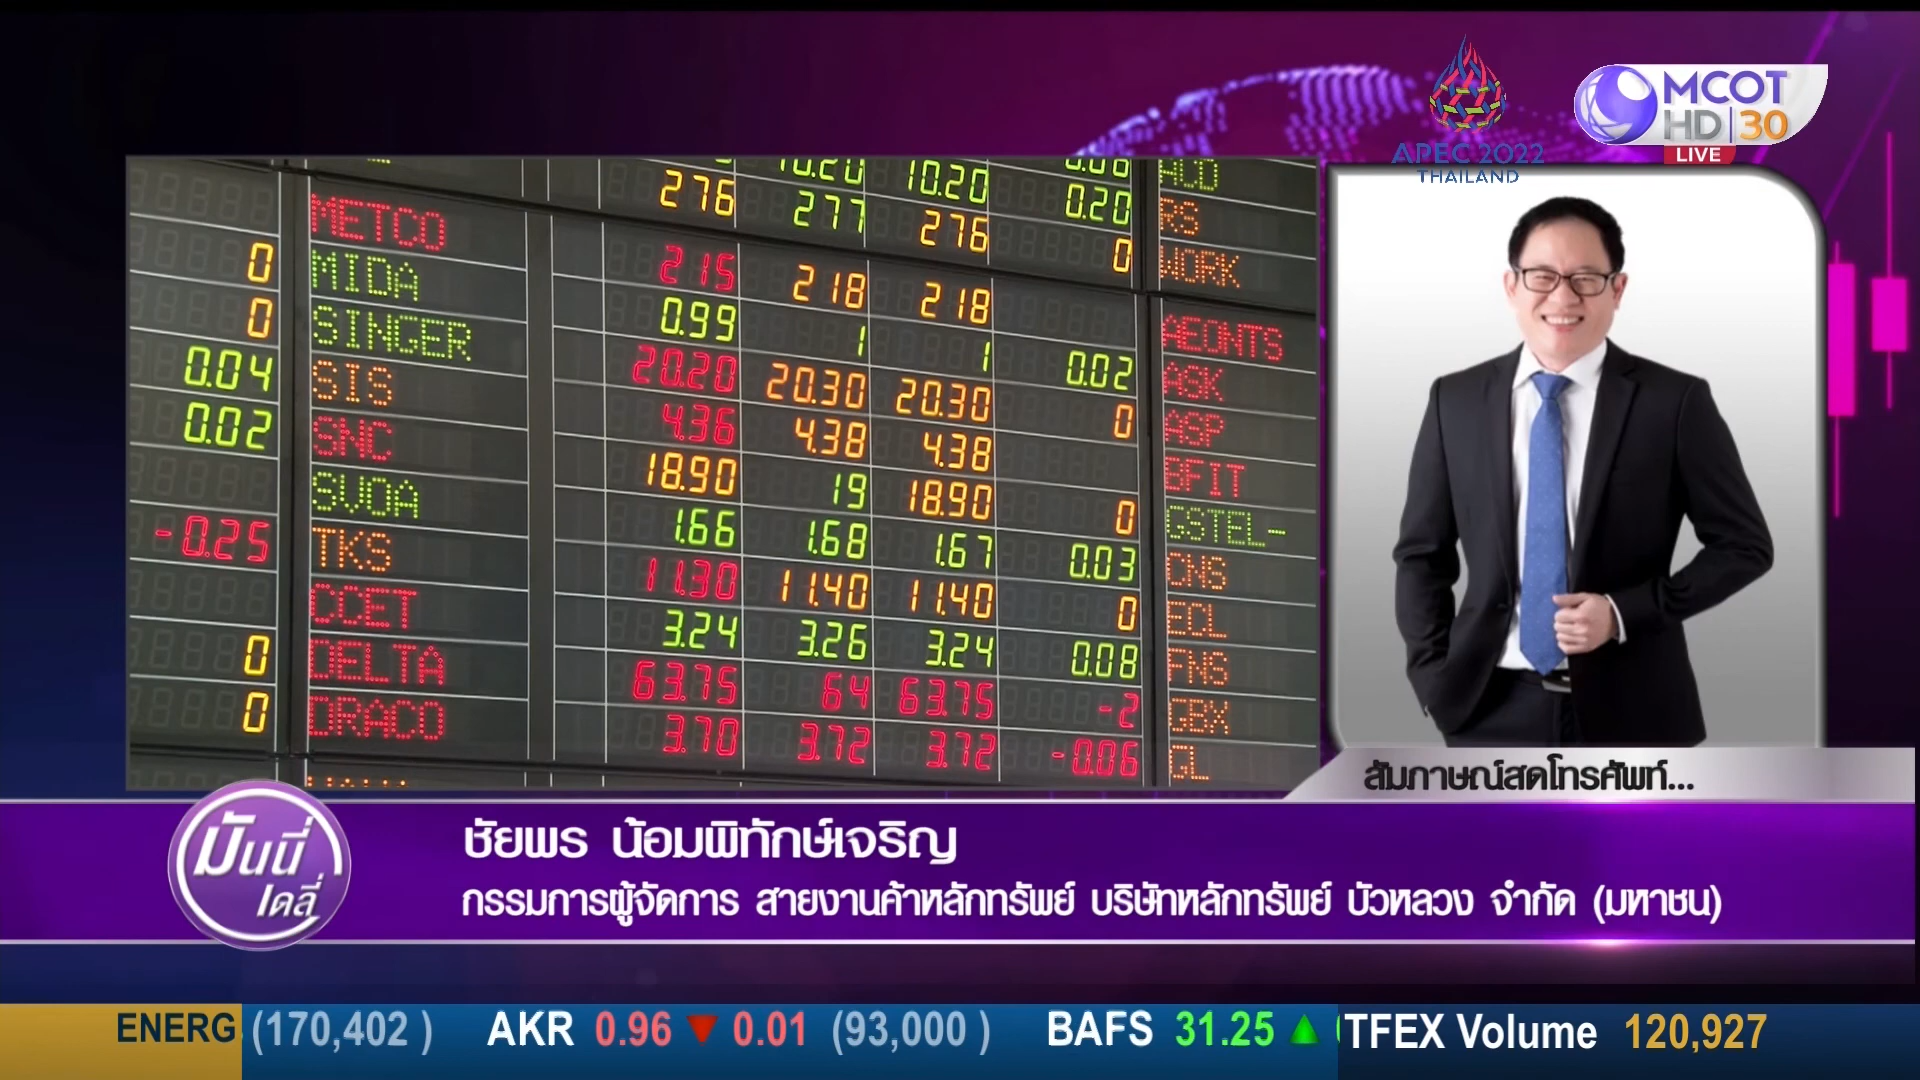 APEC 2022
THAILAND
MCOT
HD 30
LIVE
10.20 10.20 0.20
276 277 276 0
METCO 215 218 218
0 MIDA 0.99 1 1 0.02
0 SINGER 20.20 20.30 20.30 0
0.04 SIS 4.36 4.38 4.38
0.02 SNC 18.90 19 18.90 0
SVOA 1.66 1.68 1.67 0.03
-0.25 TKS 11.30 11.40 11.40 0
CCET 3.24 3.26 3.24 0.08
0 DELTA 63.75 64 63.75 -2
0 DRACO 3.70 3.72 3.72 -0.06
RS
WORK
AEONTS
ASK
ASP
BFIT
GSTEL-
CNS
ECL
FNS
GBX
GL
สัมภาษณ์สดโทรศัพท์...
มันนี่
เดลี่
ชัยพร น้อมพิทักษ์เจริญ
กรรมการผู้จัดการ สายงานค้าหลักทรัพย์ บริษัทหลักทรัพย์ บัวหลวง จำกัด (มหาชน)
ENERG (170,402 ) AKR 0.96 ▼ 0.01 (93,000 ) BAFS 31.25 ▲ TFEX Volume 120,927